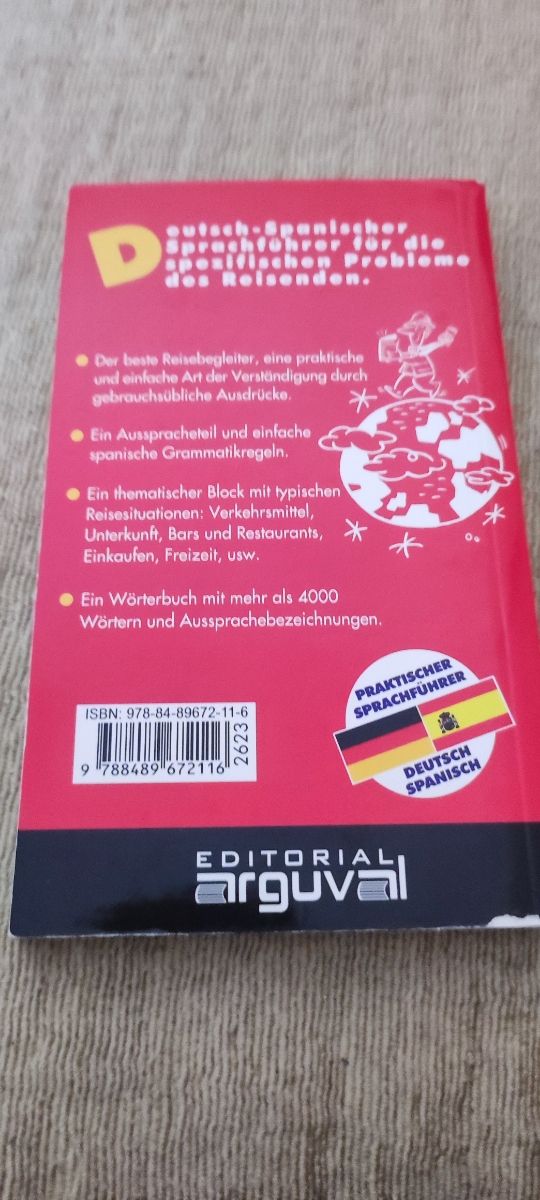 Deutsch-Spanischer
Sprachführer für die
spezifischen Probleme
des Reisenden.
Der beste Reisebegleiter, eine praktische
und einfache Art der Verständigung durch
gebrauchsübliche Ausdrücke.
Ein Ausspracheteil und einfache
spanische Grammatikregeln.
Ein thematischer Block mit typischen
Reisesituationen: Verkehrsmittel,
Unterkunft, Bars und Restaurants,
Einkaufen, Freizeit, usw.
Ein Wörterbuch mit mehr als 4000
Wörtern und Aussprachebezeichnungen.
PRAKTISCHER
SPRACHFÜHRER
DEUTSCH
SPANISCH
ISBN: 978-84-89672-11-6
9 788489 672116
2623
EDITORIAL
arguval